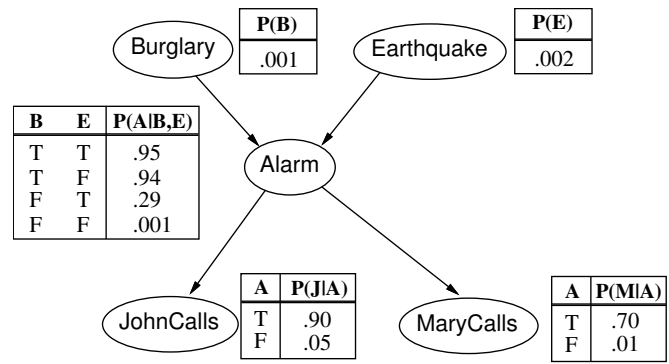 Burglary
P(B)
.001
Earthquake
P(E)
.002
B E P(A|B,E)
T T .95
T F .94
F T .29
F F .001
Alarm
JohnCalls
A P(J|A)
T .90
F .05
MaryCalls
A P(M|A)
T .70
F .01